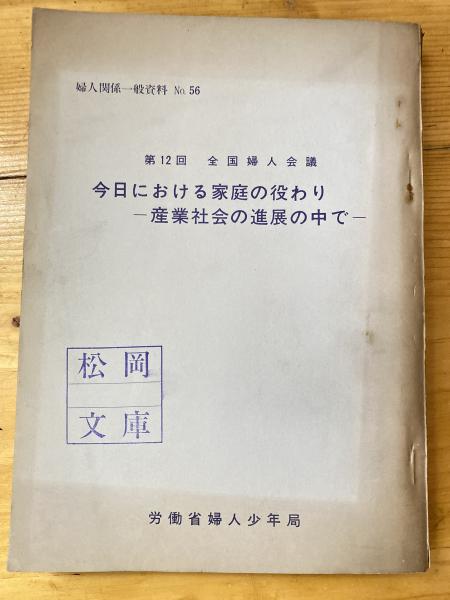 婦人関係一般資料 No. 56
第12回 全国婦人会議
今日における家庭の役わり
―産業社会の進展の中で―
松岡
文庫
労働省婦人少年局